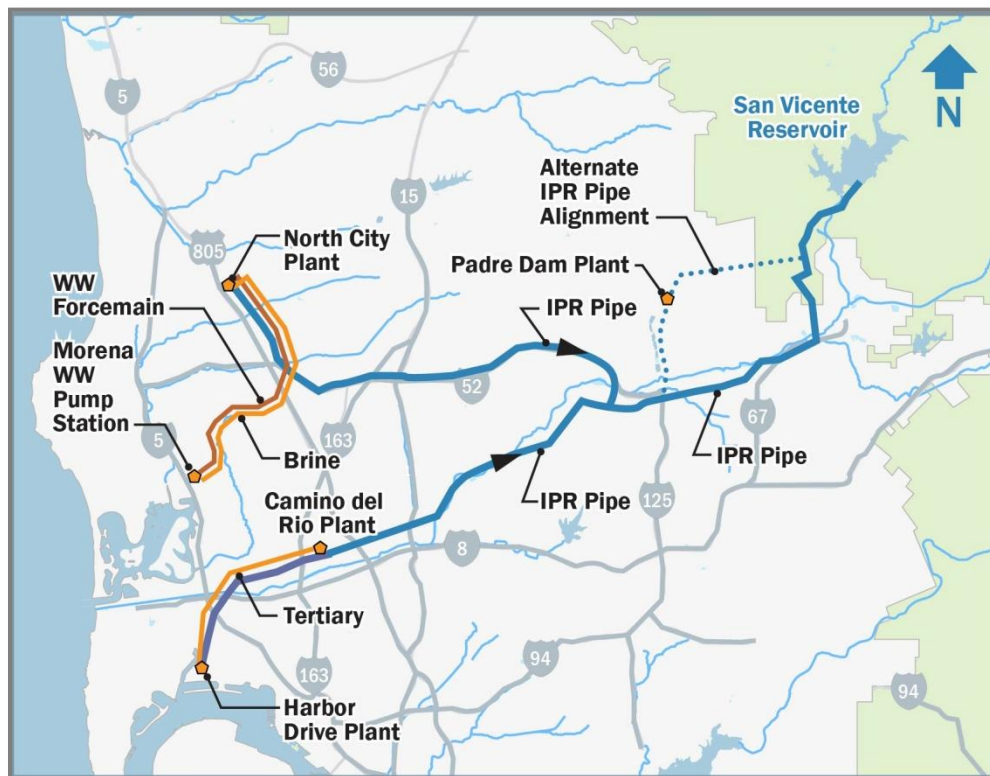 5
56
San Vicente
Reservoir
N
15
Alternate
IPR Pipe
Alignment
805
North City
Plant
Padre Dam Plant
WW
Forcemain
IPR Pipe
Morena
WW
Pump
Station
52
5
163
67
Brine
IPR Pipe
IPR Pipe
Camino del
Rio Plant
125
8
Tertiary
94
163
94
Harbor
Drive Plant